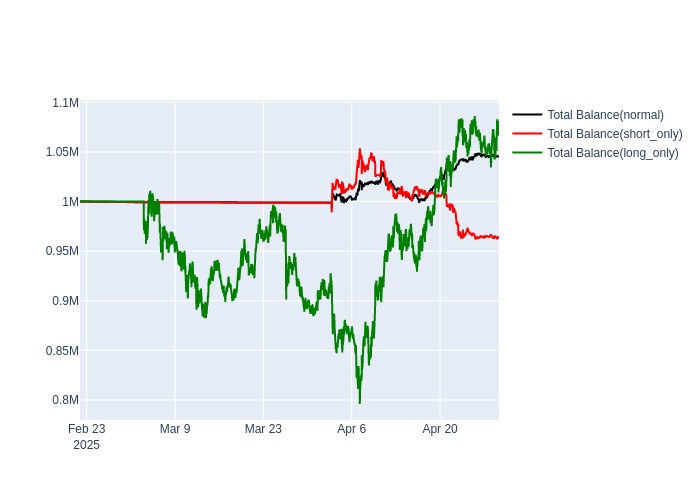 1.1M
1.05M
1M
0.95M
0.9M
0.85M
0.8M
Feb 23
2025
Mar 9
Mar 23
Apr 6
Apr 20
Total Balance(normal)
Total Balance(short_only)
Total Balance(long_only)